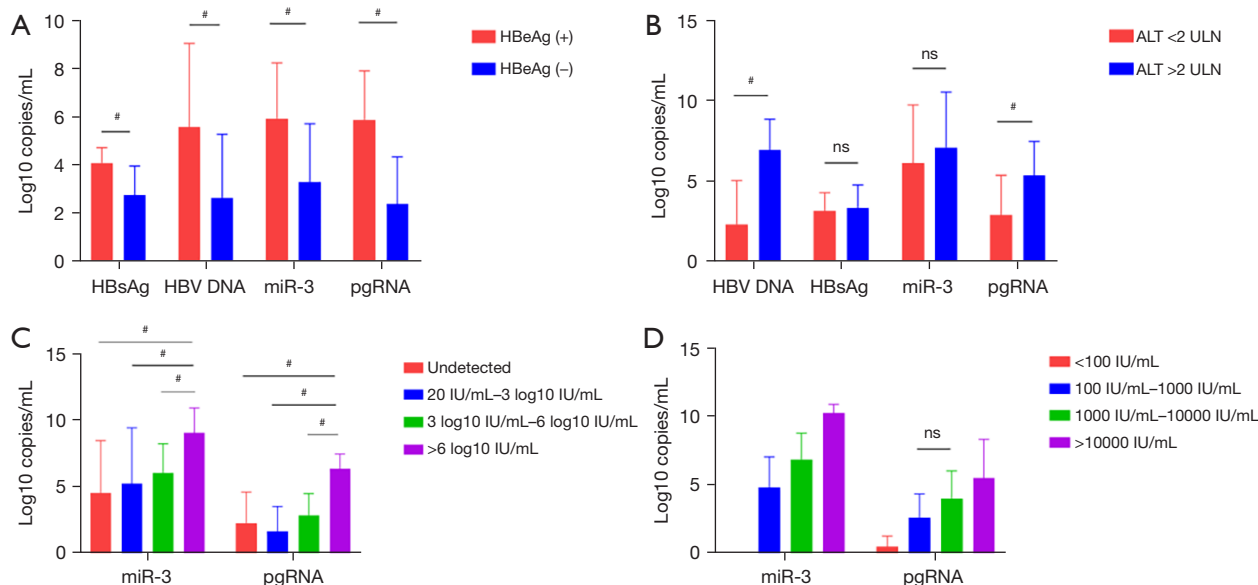 A
Log10 copies/mL
10
8
6
4
2
0
# # # #
HBsAg HBV DNA miR-3 pgRNA
HBeAg (+)
HBeAg (−)
B
Log10 copies/mL
15
10
5
0
# ns ns #
HBV DNA HBsAg miR-3 pgRNA
ALT <2 ULN
ALT >2 ULN
C
Log10 copies/mL
15
10
5
0
#
#
#
#
#
#
miR-3 pgRNA
Undetected
20 IU/mL–3 log10 IU/mL
3 log10 IU/mL–6 log10 IU/mL
>6 log10 IU/mL
D
Log10 copies/mL
15
10
5
0
ns
miR-3 pgRNA
<100 IU/mL
100 IU/mL–1000 IU/mL
1000 IU/mL–10000 IU/mL
>10000 IU/mL